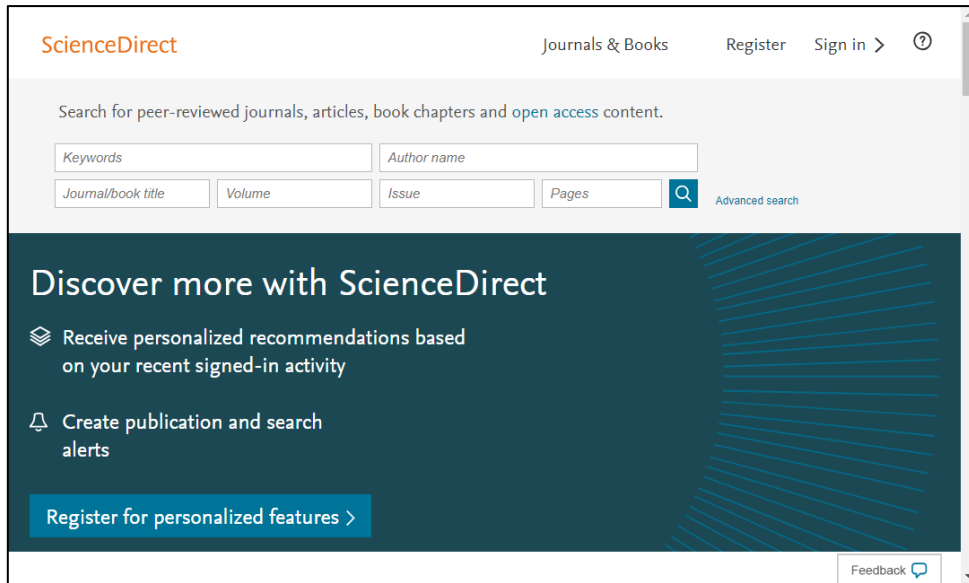 ScienceDirect
Journals & Books
Register
Sign in >
?
Search for peer-reviewed journals, articles, book chapters and open access content.
Keywords
Author name
Journal/book title
Volume
Issue
Pages
Advanced search
Discover more with ScienceDirect
Receive personalized recommendations based
on your recent signed-in activity
Create publication and search
alerts
Register for personalized features >
Feedback